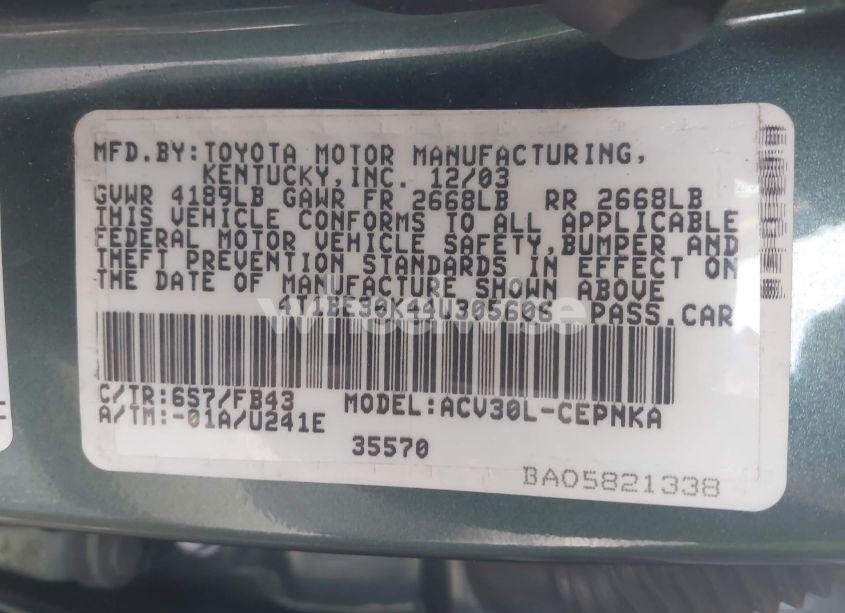 MFD.BY:TOYOTA MOTOR MANUFACTURING,
KENTUCKY,INC. 12/03
GVWR 4189LB GAWR FR 2668LB RR 2668LB
THIS VEHICLE CONFORMS TO ALL APPLICABLE
FEDERAL MOTOR VEHICLE SAFETY,BUMPER AND
THEFT PREVENTION STANDARDS IN EFFECT ON
THE DATE OF MANUFACTURE SHOWN ABOVE
4T1BE30K44U305606 PASS.CAR
C/TR:6S7/FB43 MODEL:ACV30L-CEPNKA
A/TM:-01A/U241E
35570
BA05821338